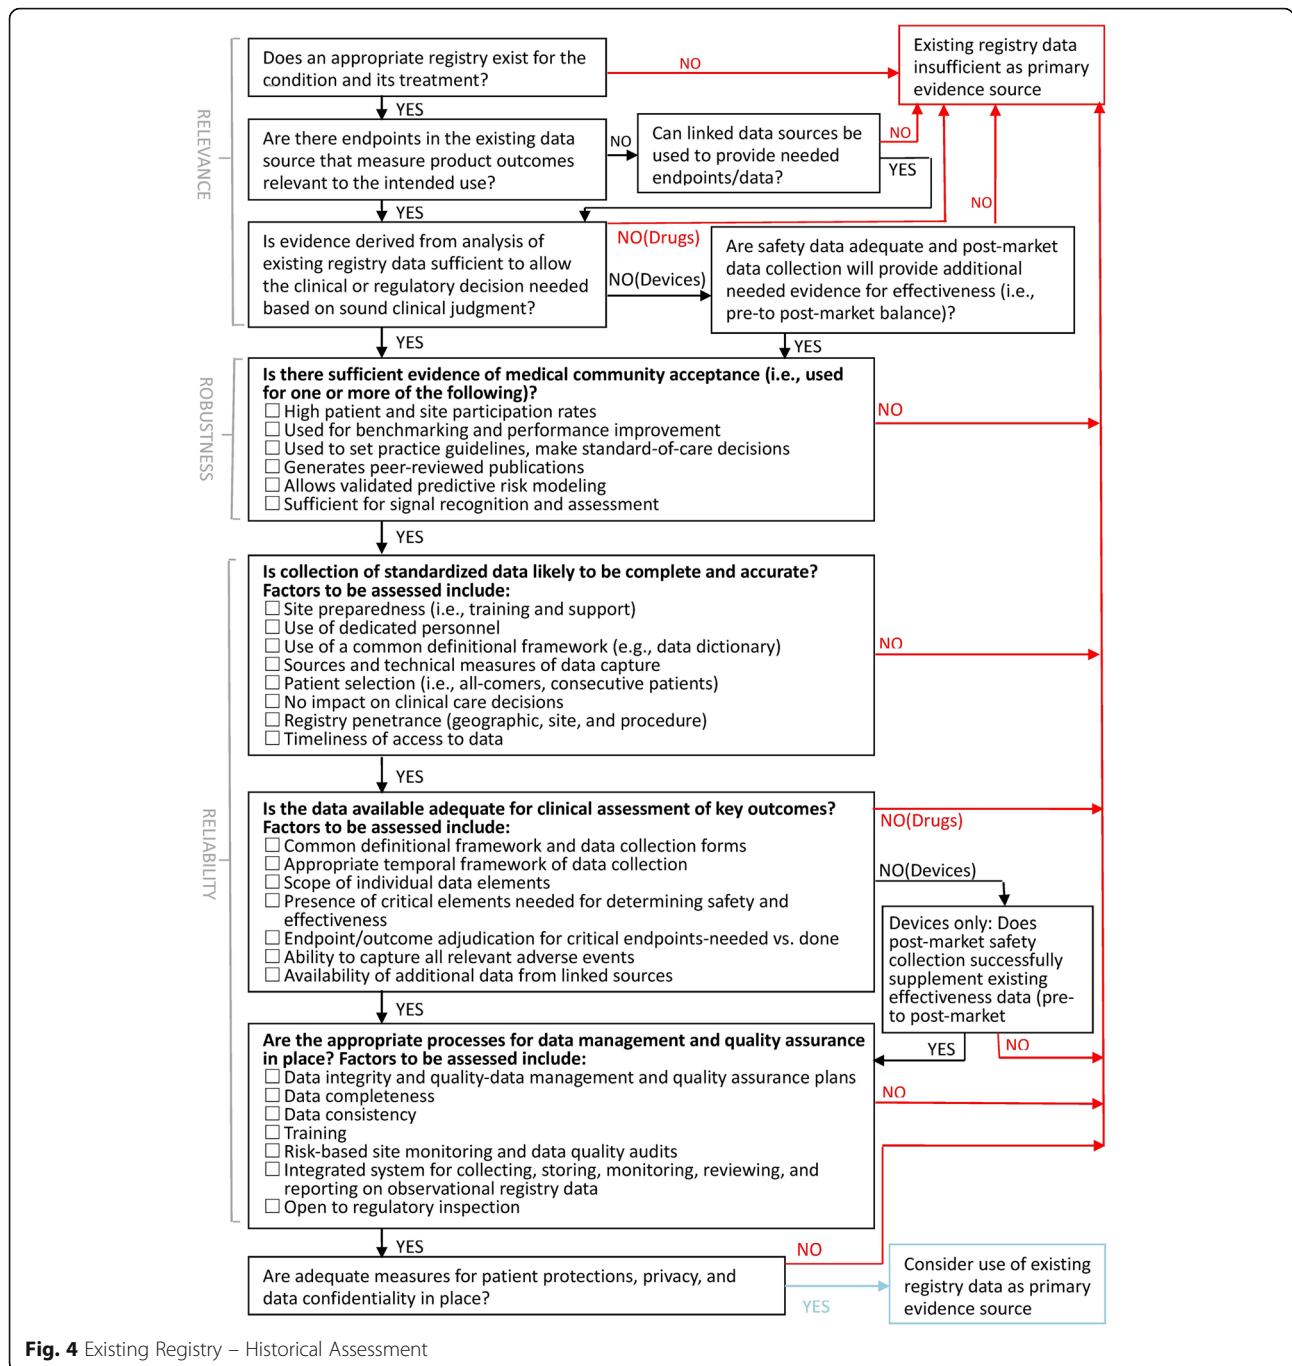 Does an appropriate registry exist for the
condition and its treatment?
NO
Existing registry data
insufficient as primary
evidence source
YES
RELEVANCE
Are there endpoints in the existing data
source that measure product outcomes
relevant to the intended use?
NO
Can linked data sources be
used to provide needed
endpoints/data?
NO
YES
YES
NO
Is evidence derived from analysis of
existing registry data sufficient to allow
the clinical or regulatory decision needed
based on sound clinical judgment?
NO(Drugs)
NO(Devices)
Are safety data adequate and post-market
data collection will provide additional
needed evidence for effectiveness (i.e.,
pre-to post-market balance)?
YES
YES
ROBUSTNESS
Is there sufficient evidence of medical community acceptance (i.e., used
for one or more of the following)?
☐ High patient and site participation rates
☐ Used for benchmarking and performance improvement
☐ Used to set practice guidelines, make standard-of-care decisions
☐ Generates peer-reviewed publications
☐ Allows validated predictive risk modeling
☐ Sufficient for signal recognition and assessment
NO
YES
RELIABILITY
Is collection of standardized data likely to be complete and accurate?
Factors to be assessed include:
☐ Site preparedness (i.e., training and support)
☐ Use of dedicated personnel
☐ Use of a common definitional framework (e.g., data dictionary)
☐ Sources and technical measures of data capture
☐ Patient selection (i.e., all-comers, consecutive patients)
☐ No impact on clinical care decisions
☐ Registry penetrance (geographic, site, and procedure)
☐ Timeliness of access to data
NO
YES
Is the data available adequate for clinical assessment of key outcomes?
Factors to be assessed include:
☐ Common definitional framework and data collection forms
☐ Appropriate temporal framework of data collection
☐ Scope of individual data elements
☐ Presence of critical elements needed for determining safety and
effectiveness
☐ Endpoint/outcome adjudication for critical endpoints-needed vs. done
☐ Ability to capture all relevant adverse events
☐ Availability of additional data from linked sources
NO(Drugs)
NO(Devices)
Devices only: Does
post-market safety
collection successfully
supplement existing
effectiveness data (pre-
to post-market
YES
NO
YES
Are the appropriate processes for data management and quality assurance
in place? Factors to be assessed include:
☐ Data integrity and quality-data management and quality assurance plans
☐ Data completeness
☐ Data consistency
☐ Training
☐ Risk-based site monitoring and data quality audits
☐ Integrated system for collecting, storing, monitoring, reviewing, and
reporting on observational registry data
☐ Open to regulatory inspection
NO
YES
Are adequate measures for patient protections, privacy, and
data confidentiality in place?
NO
YES
Consider use of existing
registry data as primary
evidence source
Fig. 4 Existing Registry – Historical Assessment